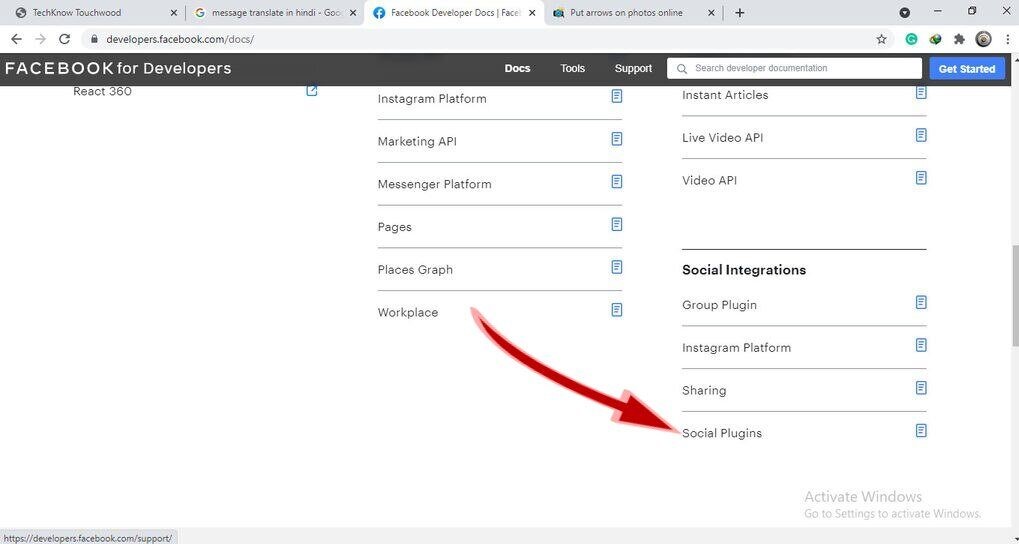 TechKnow Touchwood
message translate in hindi - Goo
Facebook Developer Docs | Faceb
Put arrows on photos online
developers.facebook.com/docs/
FACEBOOK for Developers
Docs
Tools
Support
Search developer documentation
Get Started
React 360
Instagram Platform
Marketing API
Messenger Platform
Pages
Places Graph
Workplace
Instant Articles
Live Video API
Video API
Social Integrations
Group Plugin
Instagram Platform
Sharing
Social Plugins
Activate Windows
Go to Settings to activate Windows.
https://developers.facebook.com/support/